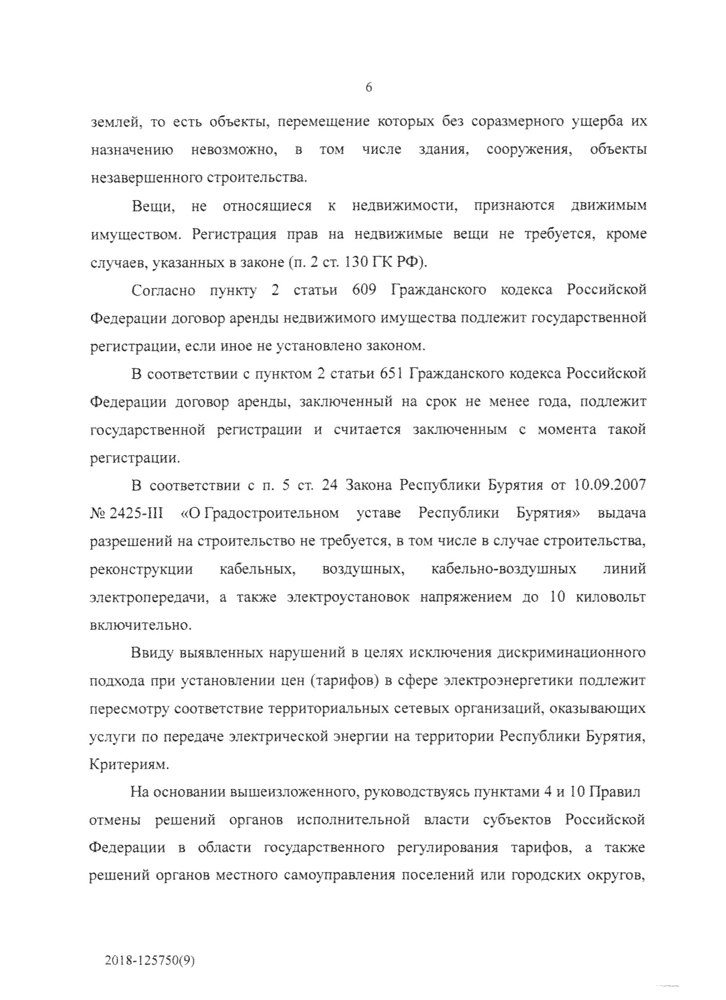 6
землей, то есть объекты, перемещение которых без соразмерного ущерба их
назначению невозможно, в том числе здания, сооружения, объекты
незавершенного строительства.
Вещи, не относящиеся к недвижимости, признаются движимым
имуществом. Регистрация прав на недвижимые вещи не требуется, кроме
случаев, указанных в законе (п. 2 ст. 130 ГК РФ).
Согласно пункту 2 статьи 609 Гражданского кодекса Российской
Федерации договор аренды недвижимого имущества подлежит государственной
регистрации, если иное не установлено законом.
В соответствии с пунктом 2 статьи 651 Гражданского кодекса Российской
Федерации договор аренды, заключенный на срок не менее года, подлежит
государственной регистрации и считается заключенным с момента такой
регистрации.
В соответствии с п. 5 ст. 24 Закона Республики Бурятия от 10.09.2007
№ 2425-III «О Градостроительном уставе Республики Бурятия» выдача
разрешений на строительство не требуется, в том числе в случае строительства,
реконструкции кабельных, воздушных, кабельно-воздушных линий
электропередачи, а также электроустановок напряжением до 10 киловольт
включительно.
Ввиду выявленных нарушений в целях исключения дискриминационного
подхода при установлении цен (тарифов) в сфере электроэнергетики подлежит
пересмотру соответствие территориальных сетевых организаций, оказывающих
услуги по передаче электрической энергии на территории Республики Бурятия,
Критериям.
На основании вышеизложенного, руководствуясь пунктами 4 и 10 Правил
отмены решений органов исполнительной власти субъектов Российской
Федерации в области государственного регулирования тарифов, а также
решений органов местного самоуправления поселений или городских округов,
2018-125750(9)